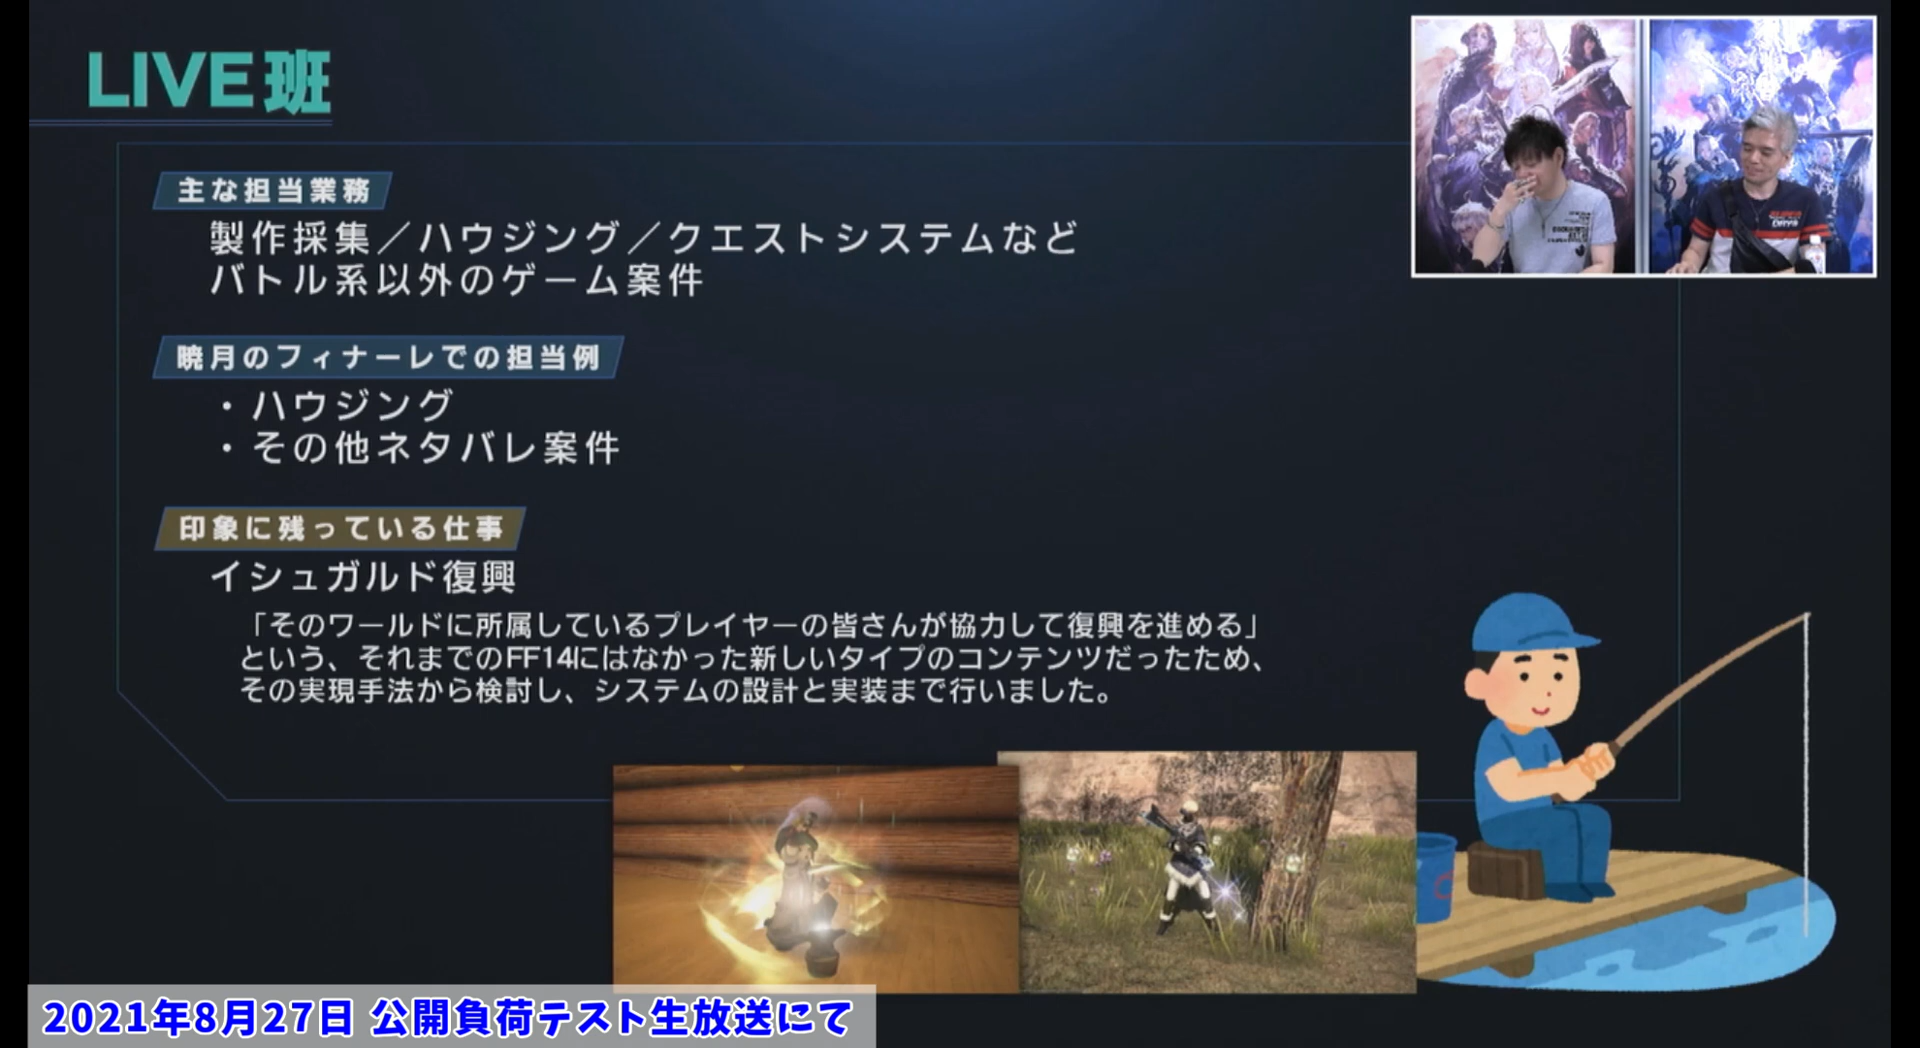 LIVE班
主な担当業務
製作採集／ハウジング／クエストシステムなど
バトル系以外のゲーム案件
暁月のフィナーレでの担当例
・ハウジング
・その他ネタバレ案件
印象に残っている仕事
イシュガルド復興
「そのワールドに所属しているプレイヤーの皆さんが協力して復興を進める」
という、それまでのFF14にはなかった新しいタイプのコンテンツだったため、
その実現手法から検討し、システムの設計と実装まで行いました。
2021年8月27日 公開負荷テスト生放送にて